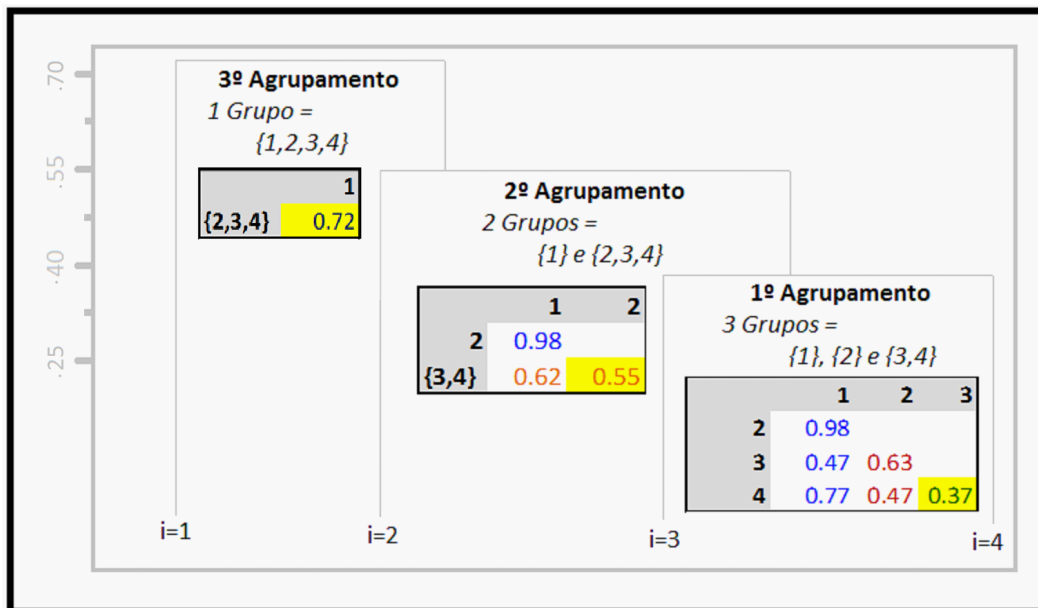 .70
.55
.40
.25
3º Agrupamento
1 Grupo =
{1,2,3,4}
1
{2,3,4} 0.72
2º Agrupamento
2 Grupos =
{1} e {2,3,4}
1 2
2 0.98
{3,4} 0.62 0.55
1º Agrupamento
3 Grupos =
{1}, {2} e {3,4}
1 2 3
2 0.98
3 0.47 0.63
4 0.77 0.47 0.37
i=1
i=2
i=3
i=4